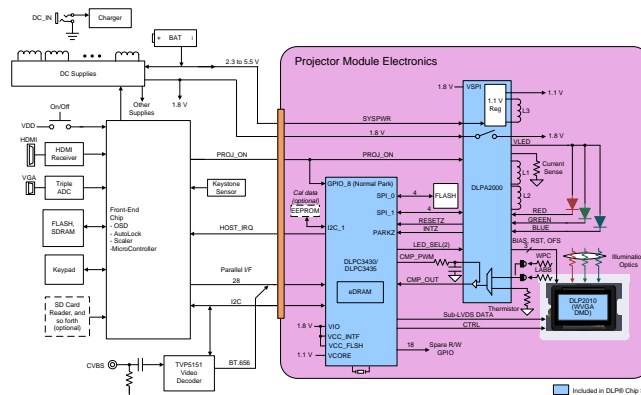 DC_IN
Charger
BAT
+
2.3 to 5.5 V
DC Supplies
Other
Supplies
1.8 V
Projector Module Electronics
1.8 V
VSPI
1.1 V
Reg
1.1 V
L3
SYSPWR
1.8 V
1.8 V
VLED
On/Off
VDD
HDMI
HDMI
Receiver
VGA
Triple
ADC
PROJ_ON
PROJ_ON
GPIO_8 (Normal Park)
DLPA2000
Current
Sense
L1
L2
Keystone
Sensor
Cal data
(optional)
EEPROM
SPI_0
4
FLASH
SPI_1
4
RESETZ
INTZ
PARKZ
RED
GREEN
BLUE
FLASH,
SDRAM
Front-End
Chip
- OSD
- AutoLock
- Scaler
-MicroController
HOST_IRQ
I2C_1
DLPC3430/
DLPC3435
LED_SEL(2)
CMP_PWM
CMP_OUT
BIAS, RST, OFS
3
WPC
LABB
Illumination
Optics
Keypad
Parallel I/F
28
I2C
eDRAM
Thermistor
SD Card
Reader, and
so forth
(optional)
DLP2010
(WVGA
DMD)
Sub-LVDS DATA
CTRL
1.8 V
VIO
VCC_INTF
VCC_FLSH
1.1 V
VCORE
18
Spare R/W
GPIO
CVBS
TVP5151
Video
Decoder
BT.656
Included in DLP® Chip